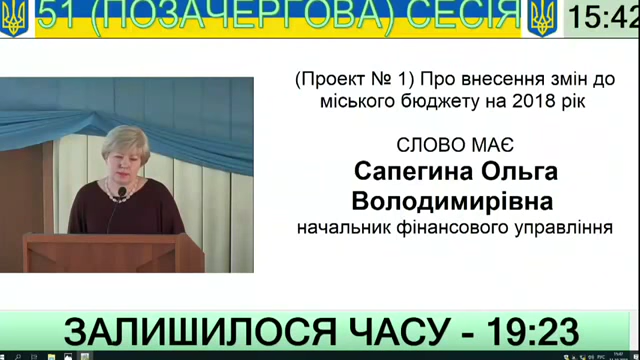 51 (ПОЗАЧЕРГОВА) СЕСІЯ
15:42
(Проект № 1) Про внесення змін до
міського бюджету на 2018 рік
СЛОВО МАЄ
Сапегина Ольга
Володимирівна
начальник фінансового управління
ЗАЛИШИЛОСЯ ЧАСУ - 19:23